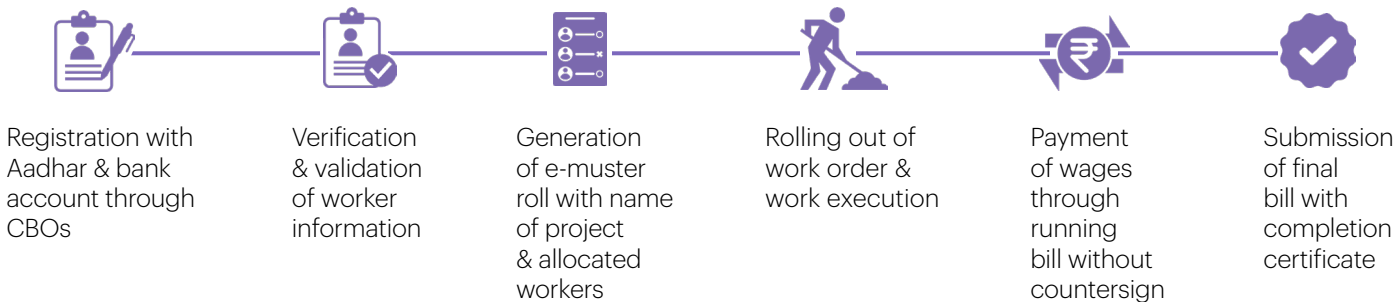 Registration with
Aadhar & bank
account through
CBOs
Verification
& validation
of worker
information
Generation
of e-muster
roll with name
of project
& allocated
workers
Rolling out of
work order &
work execution
₹
Payment
of wages
through
running
bill without
countersign
Submission
of final
bill with
completion
certificate